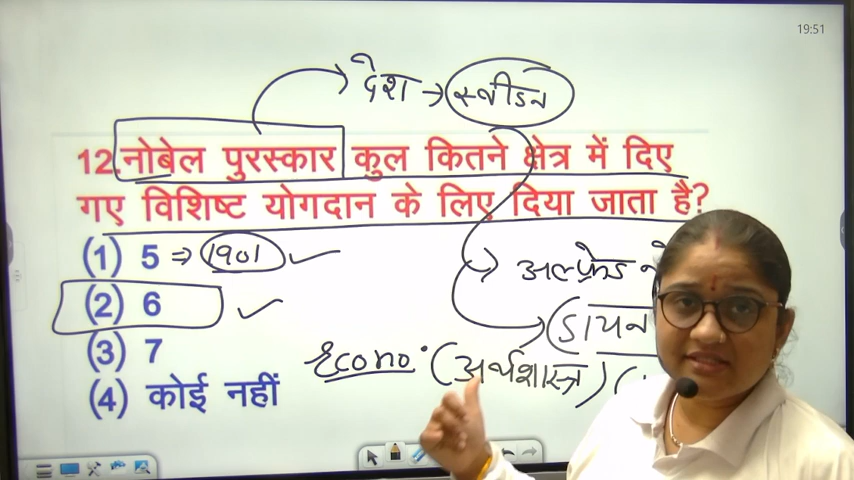 19:51
देश → स्वीडन
12. नोबेल पुरस्कार कुल कितने क्षेत्र में दिए
गए विशिष्ट योगदान के लिए दिया जाता है?
(1) 5 ⇒ 1901
अल्फ्रेड
(2) 6
डायन
(3) 7
Econo. (अर्थशास्त्र) (
(4) कोई नहीं